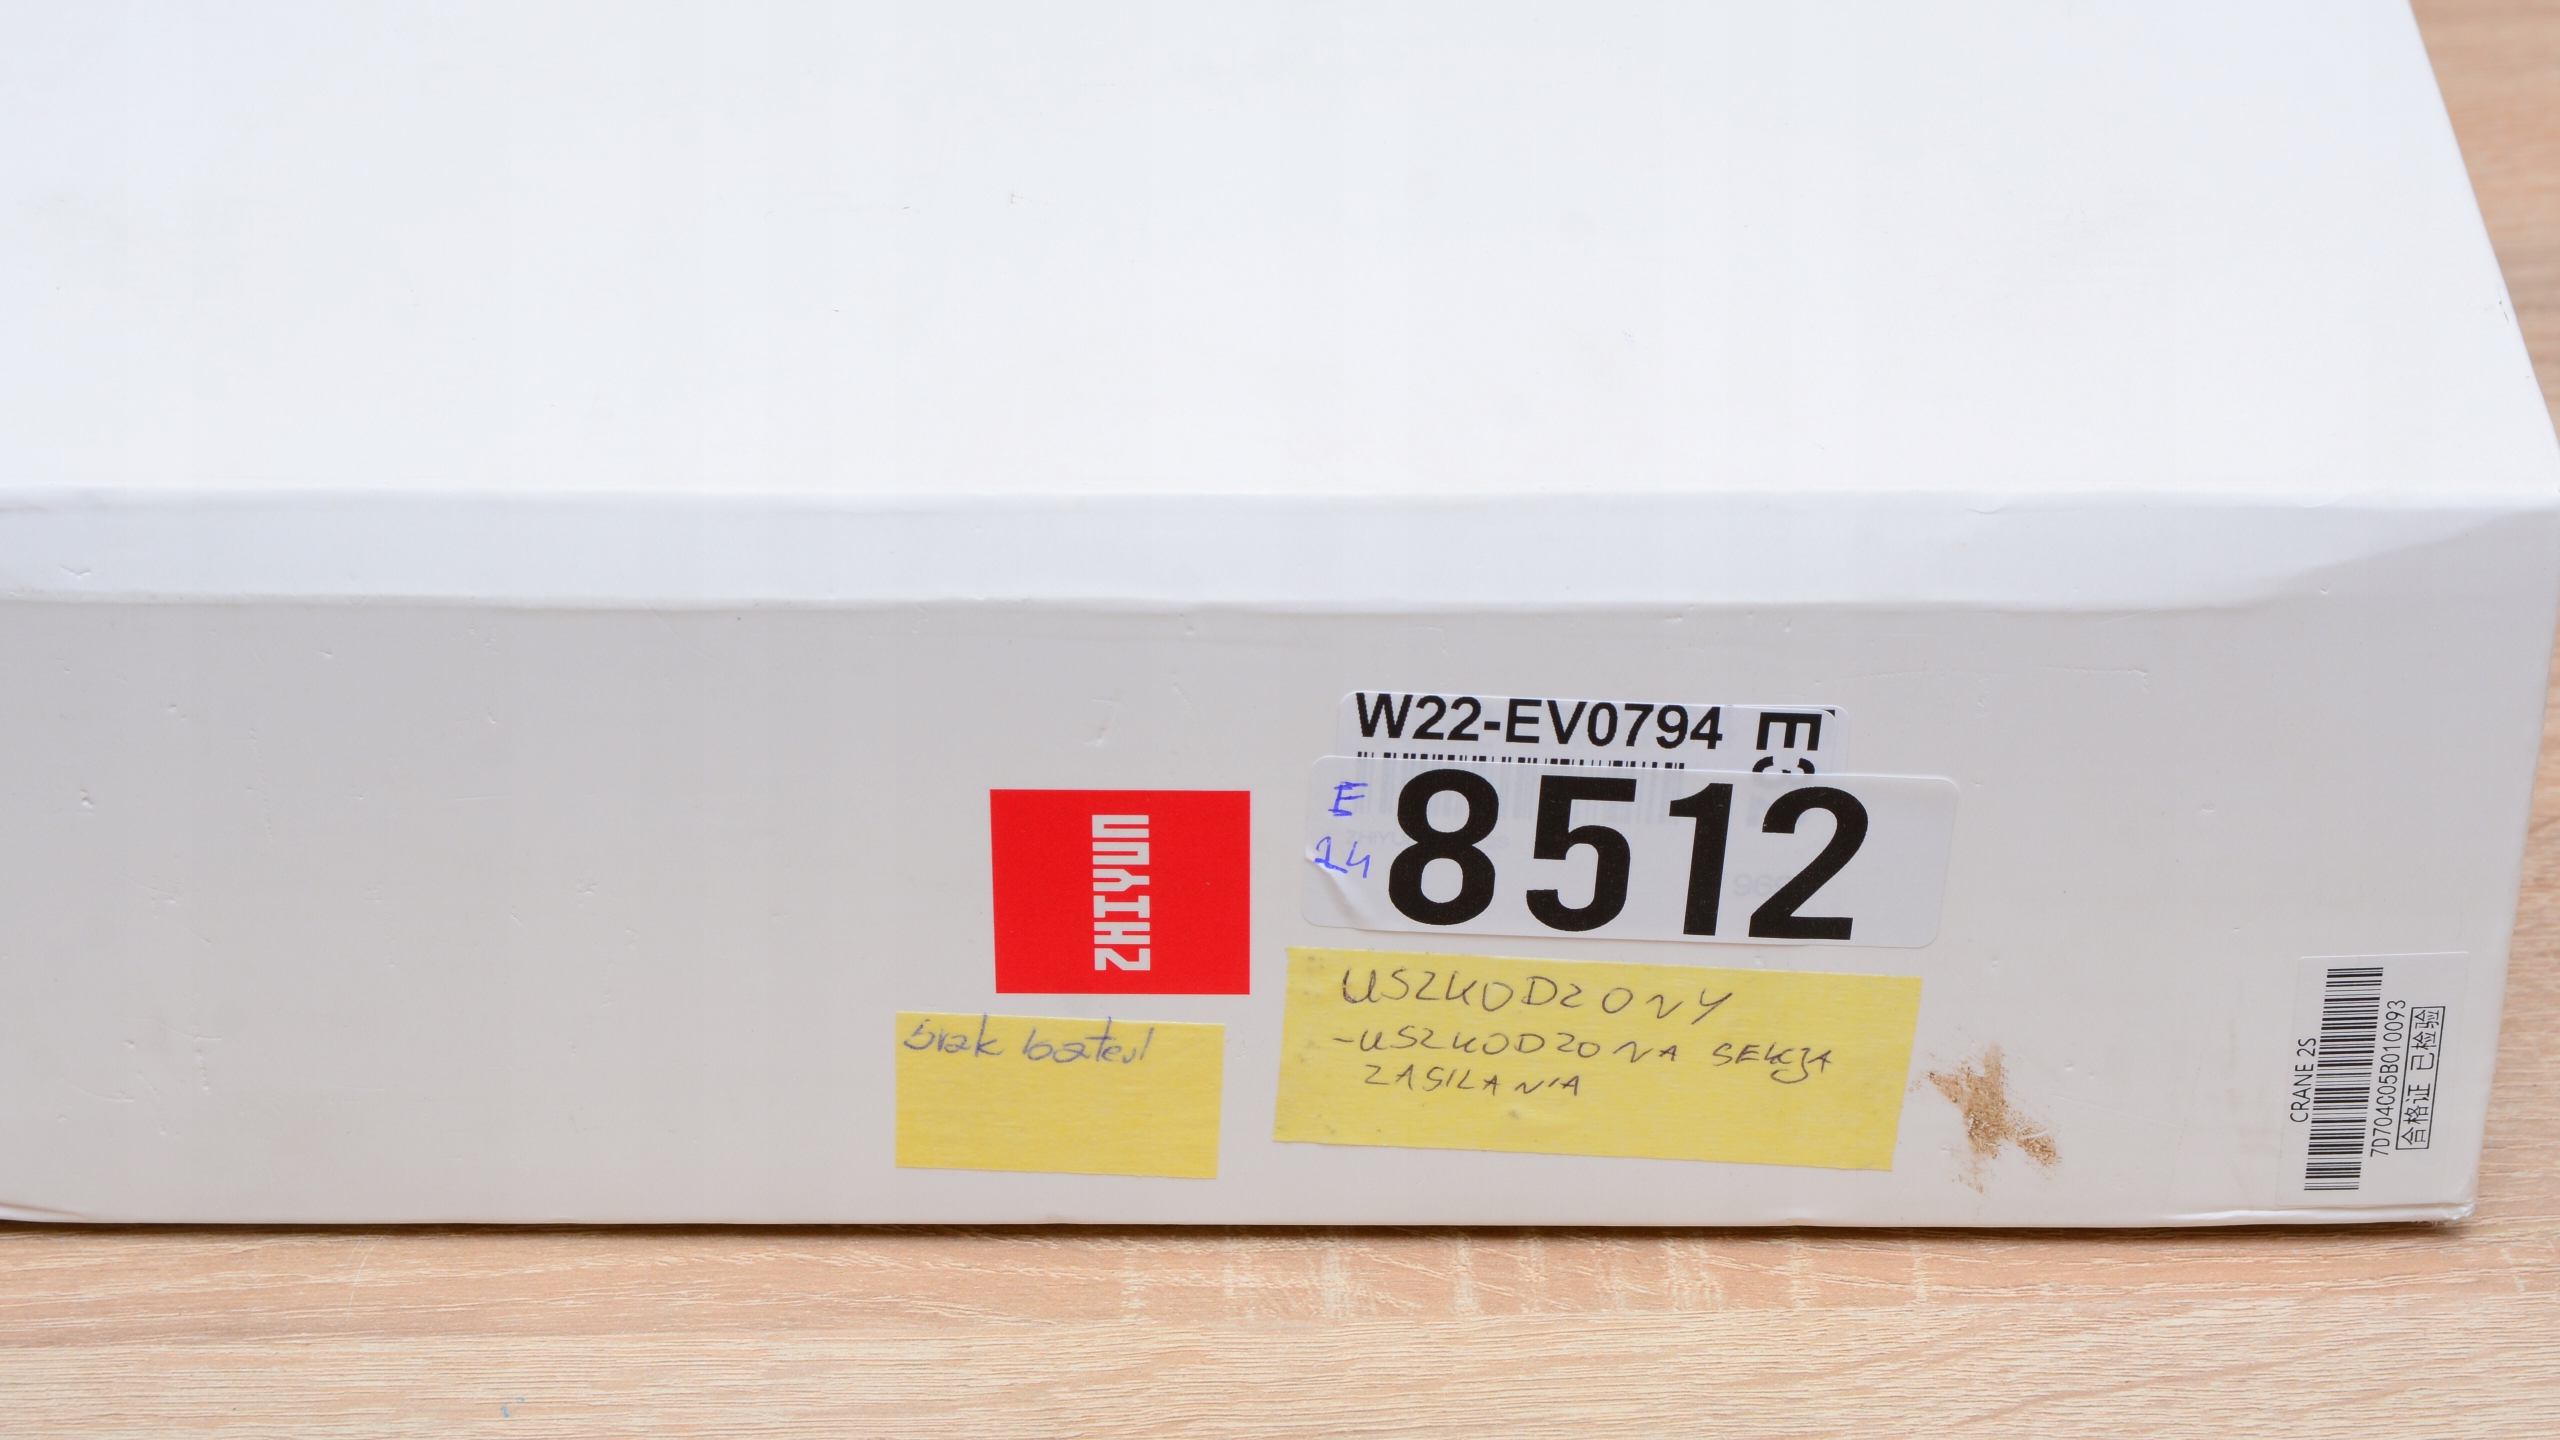 W22-EV0794
E
24
8512
ZHIYUN
brak baterii
USZKODZONY
-USZKODZONA SEKCJA
ZASILANIA
CRANE 2S
7D704C05B010093
合格证 已检验